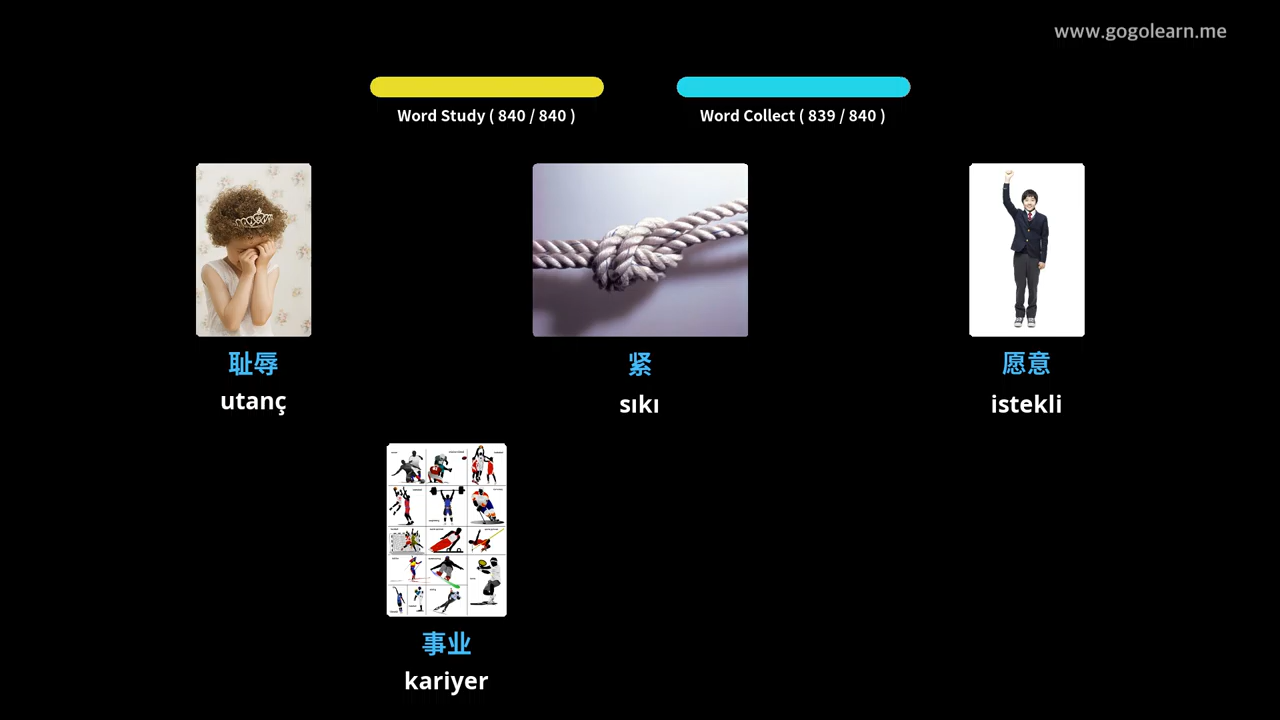 www.gogolearn.me
Word Study ( 840 / 840 )
Word Collect ( 839 / 840 )
耻辱
utanç
紧
sıkı
愿意
istekli
事业
kariyer